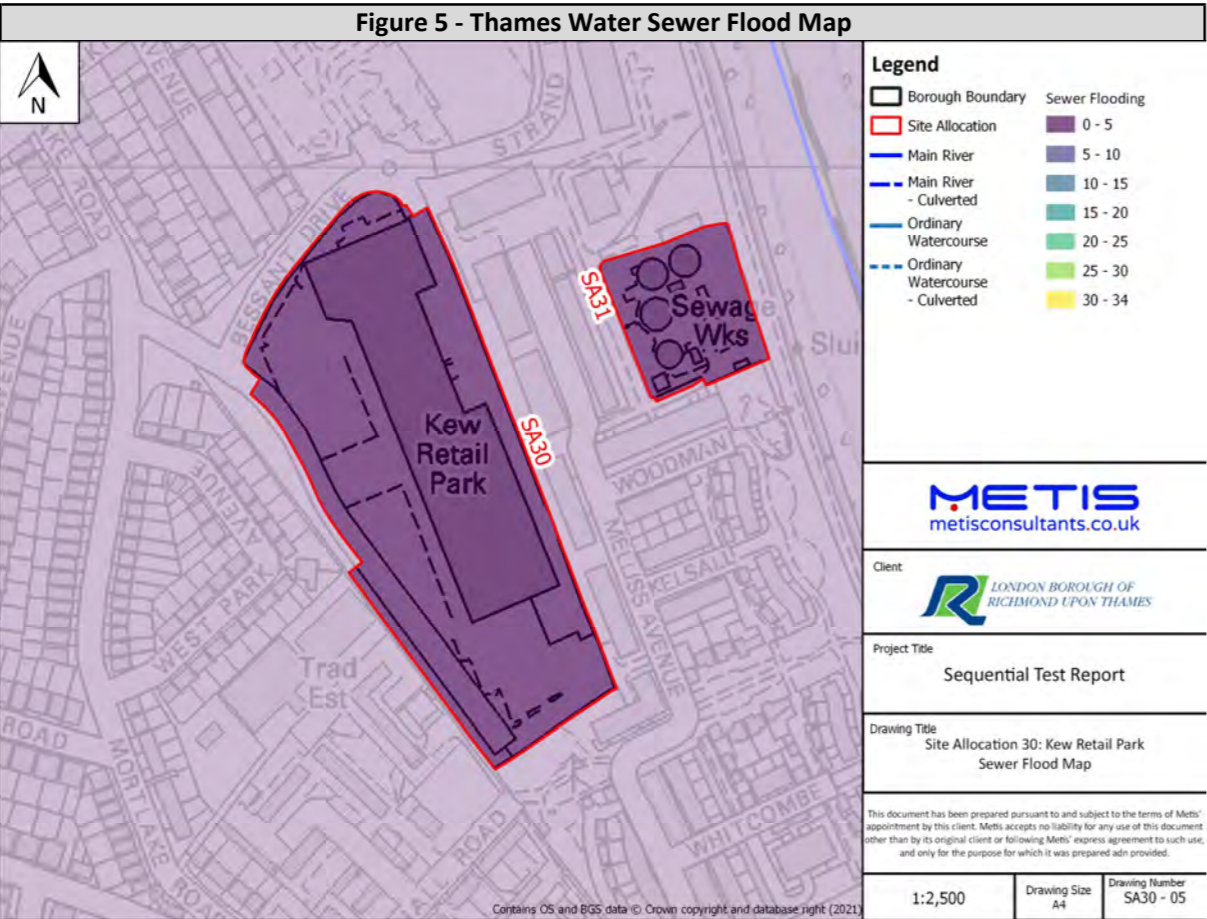 Figure 5 - Thames Water Sewer Flood Map
N
AVENUE
KE ROAD
STRAND
BESSANT DRIVE
SA31
Sewage
Wks
Slui
ENUE
Kew
Retail
Park
SA30
WOODMAN
KELSALL
MELISS AVENUE
AVENUE
WEST PARK
Trad
Est
ROAD
MORTLAKE
ROAD
WHITCOMBE
Contains OS and BGS data © Crown copyright and database right (2021)
Legend
Borough Boundary
Site Allocation
Main River
Main River
- Culverted
Ordinary
Watercourse
Ordinary
Watercourse
- Culverted
Sewer Flooding
0 - 5
5 - 10
10 - 15
15 - 20
20 - 25
25 - 30
30 - 34
METIS
metisconsultants.co.uk
Client
LONDON BOROUGH OF
RICHMOND UPON THAMES
Project Title
Sequential Test Report
Drawing Title
Site Allocation 30: Kew Retail Park
Sewer Flood Map
This document has been prepared pursuant to and subject to the terms of Metis'
appointment by this client. Metis accepts no liability for any use of this document
other than by its original client or following Metis' express agreement to such use,
and only for the purpose for which it was prepared adn provided.
1:2,500
Drawing Size
A4
Drawing Number
SA30 - 05